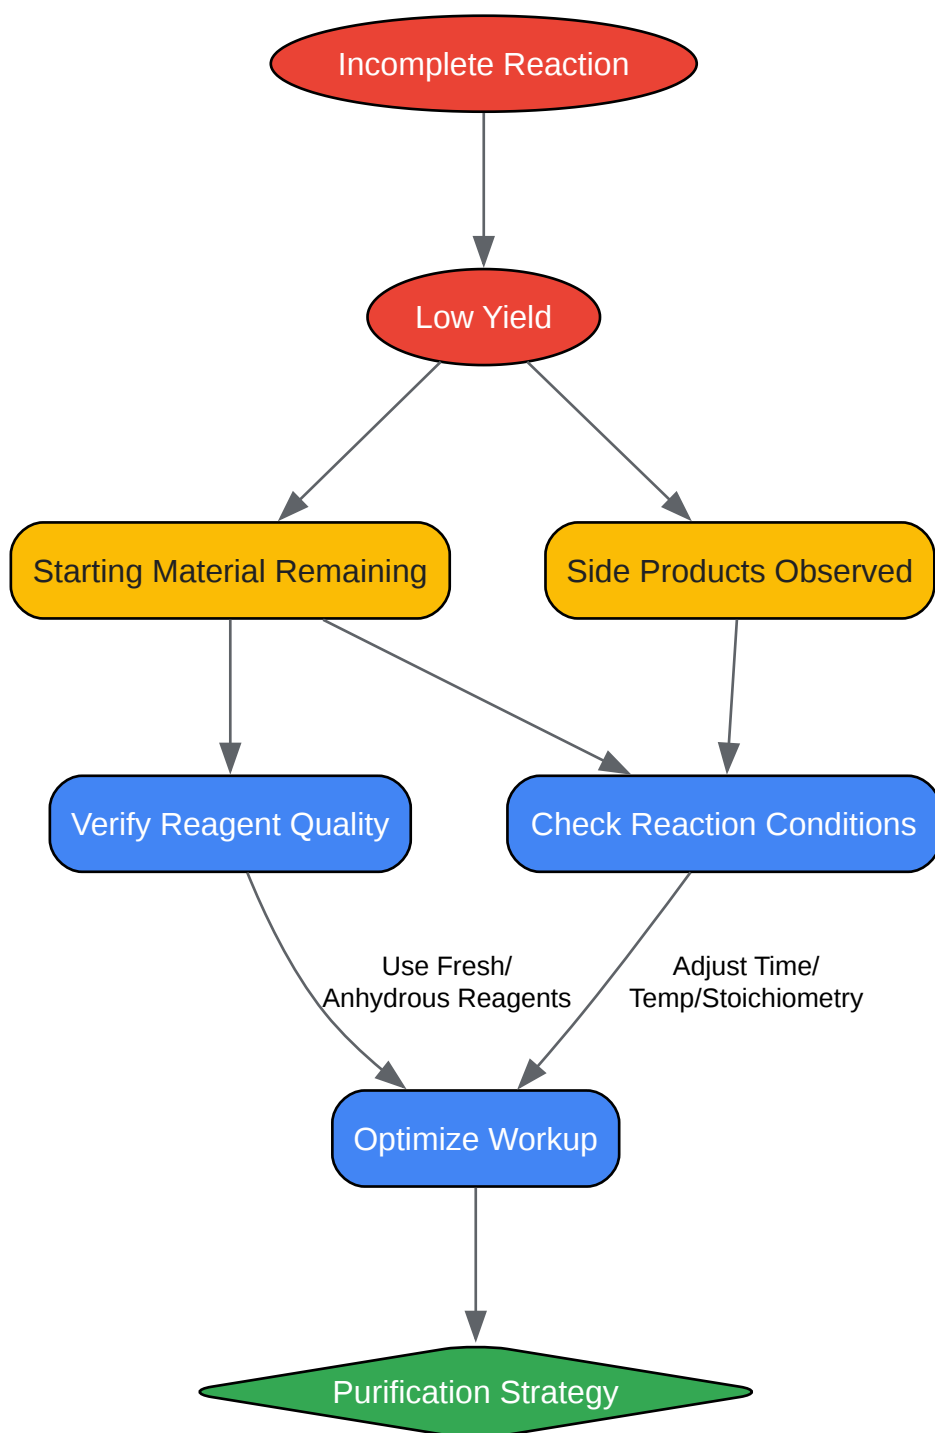 Incomplete Reaction
Low Yield
Starting Material Remaining
Side Products Observed
Verify Reagent Quality
Check Reaction Conditions
Use Fresh/
Anhydrous Reagents
Adjust Time/
Temp/Stoichiometry
Optimize Workup
Purification Strategy